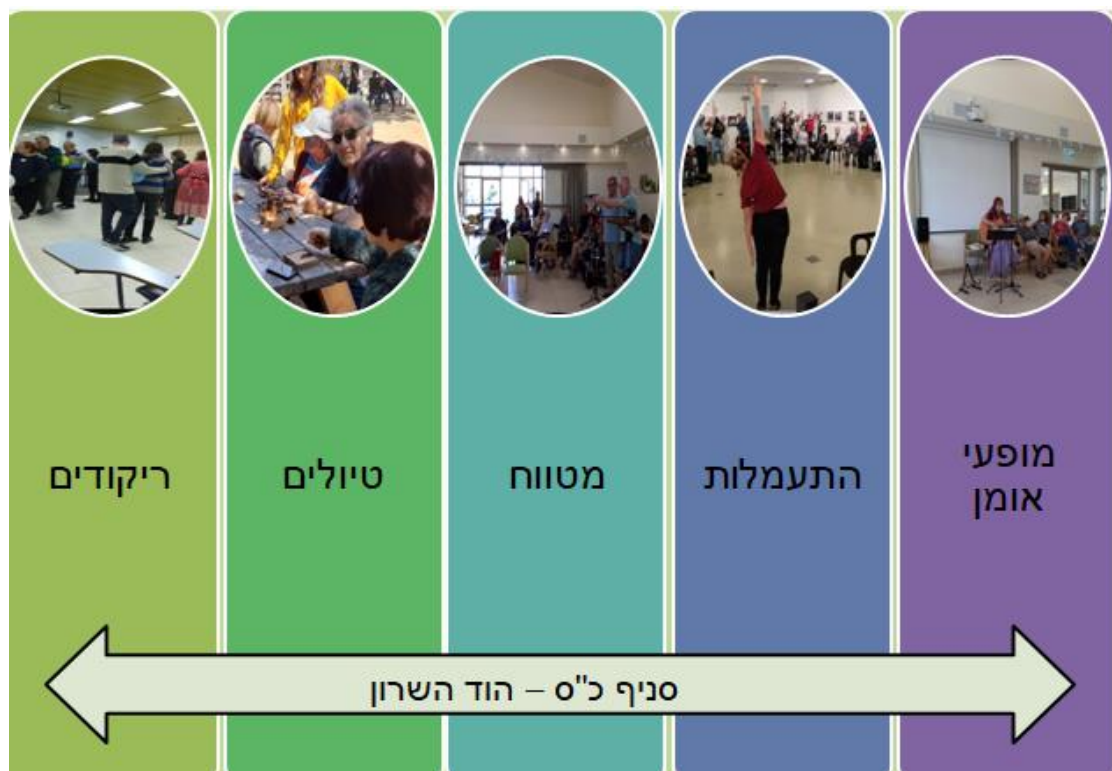 מופעי
אומן
התעמלות
מטווח
טיולים
ריקודים
סניף כ"ס – הוד השרון